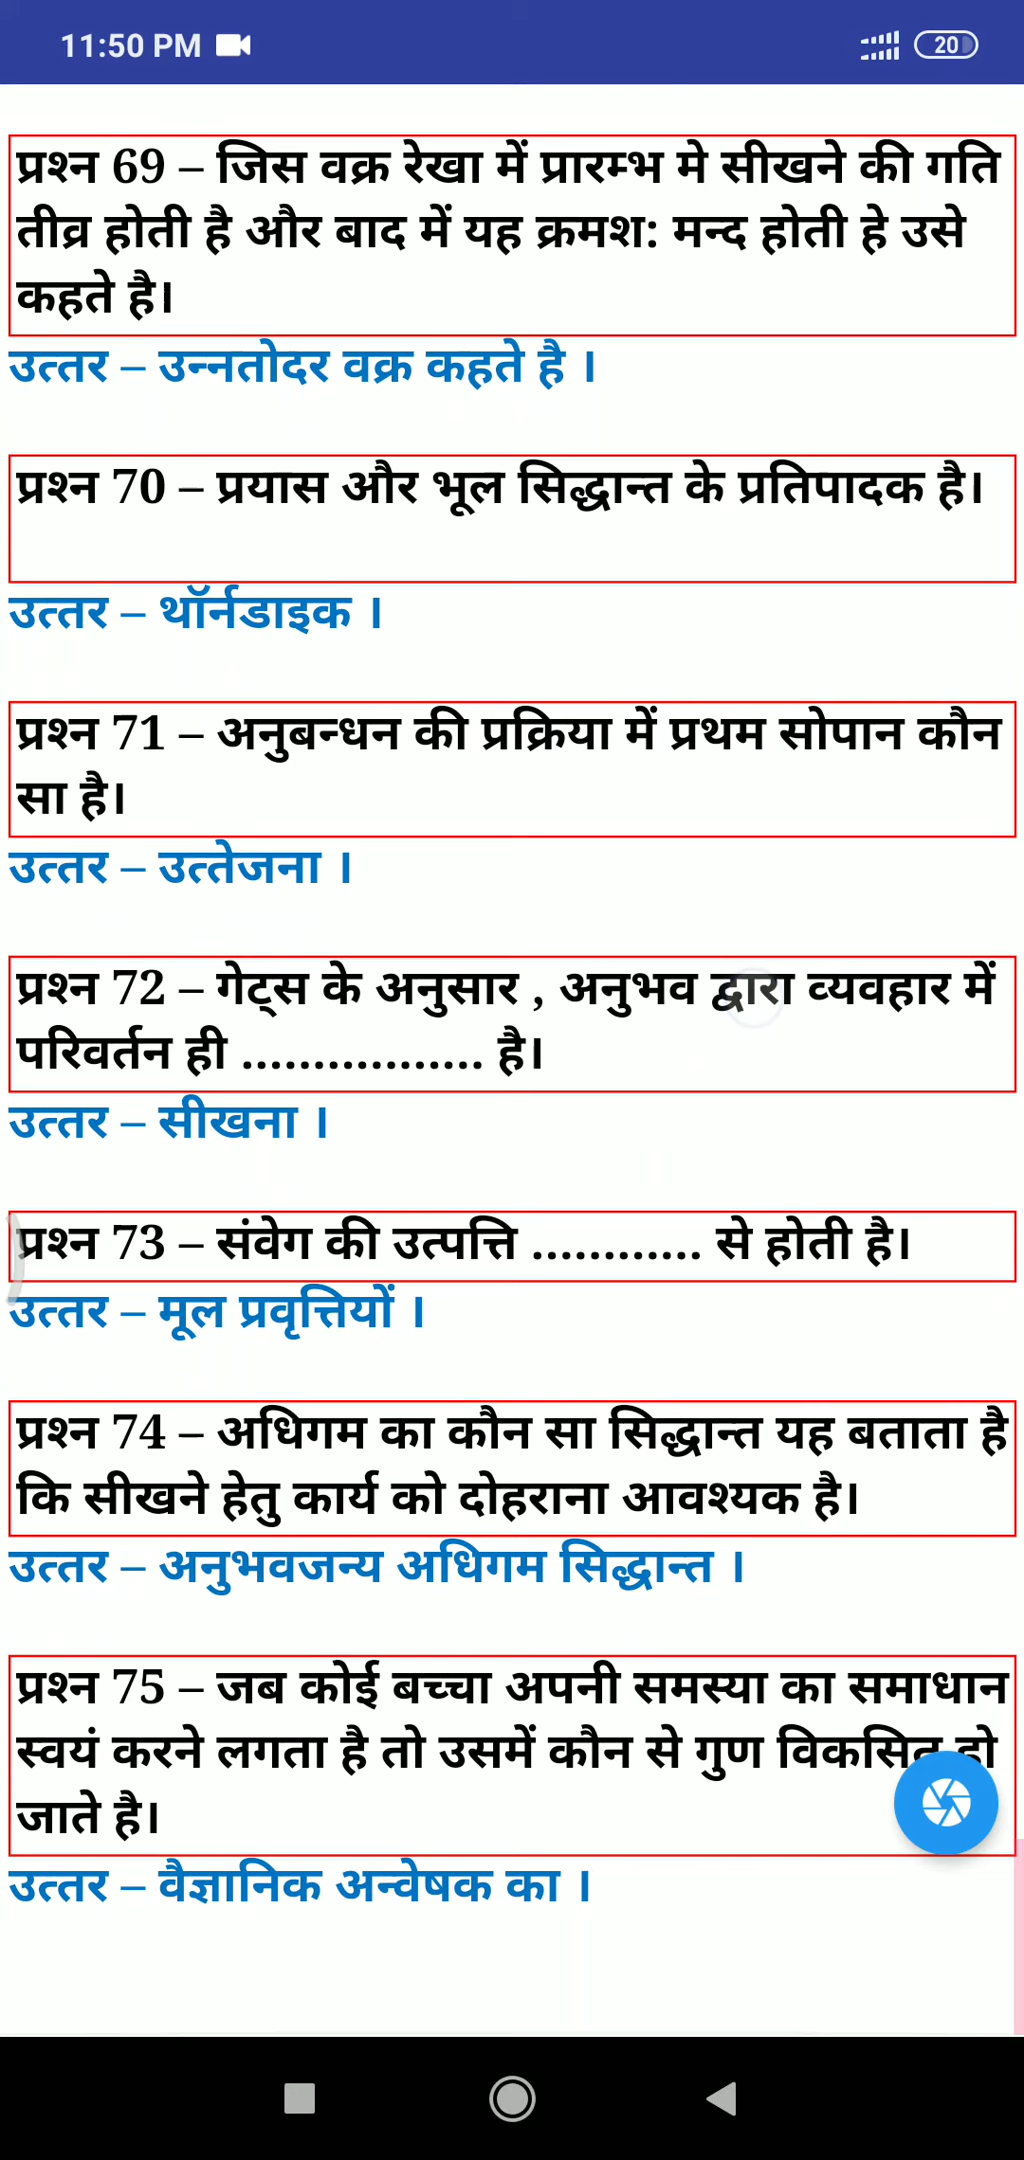 11:50 PM
20
प्रश्न 69 – जिस वक्र रेखा में प्रारम्भ मे सीखने की गति
तीव्र होती है और बाद में यह क्रमश: मन्द होती हे उसे
कहते है।
उत्तर – उन्नतोदर वक्र कहते है ।
प्रश्न 70 – प्रयास और भूल सिद्धान्त के प्रतिपादक है।
उत्तर – थॉर्नडाइक ।
प्रश्न 71 – अनुबन्धन की प्रक्रिया में प्रथम सोपान कौन
सा है।
उत्तर – उत्तेजना ।
प्रश्न 72 – गेट्स के अनुसार , अनुभव द्वारा व्यवहार में
परिवर्तन ही ................. है।
उत्तर – सीखना ।
प्रश्न 73 – संवेग की उत्पत्ति ............ से होती है।
उत्तर – मूल प्रवृत्तियों ।
प्रश्न 74 – अधिगम का कौन सा सिद्धान्त यह बताता है
कि सीखने हेतु कार्य को दोहराना आवश्यक है।
उत्तर – अनुभवजन्य अधिगम सिद्धान्त ।
प्रश्न 75 – जब कोई बच्चा अपनी समस्या का समाधान
स्वयं करने लगता है तो उसमें कौन से गुण विकसित हो
जाते है।
उत्तर – वैज्ञानिक अन्वेषक का ।